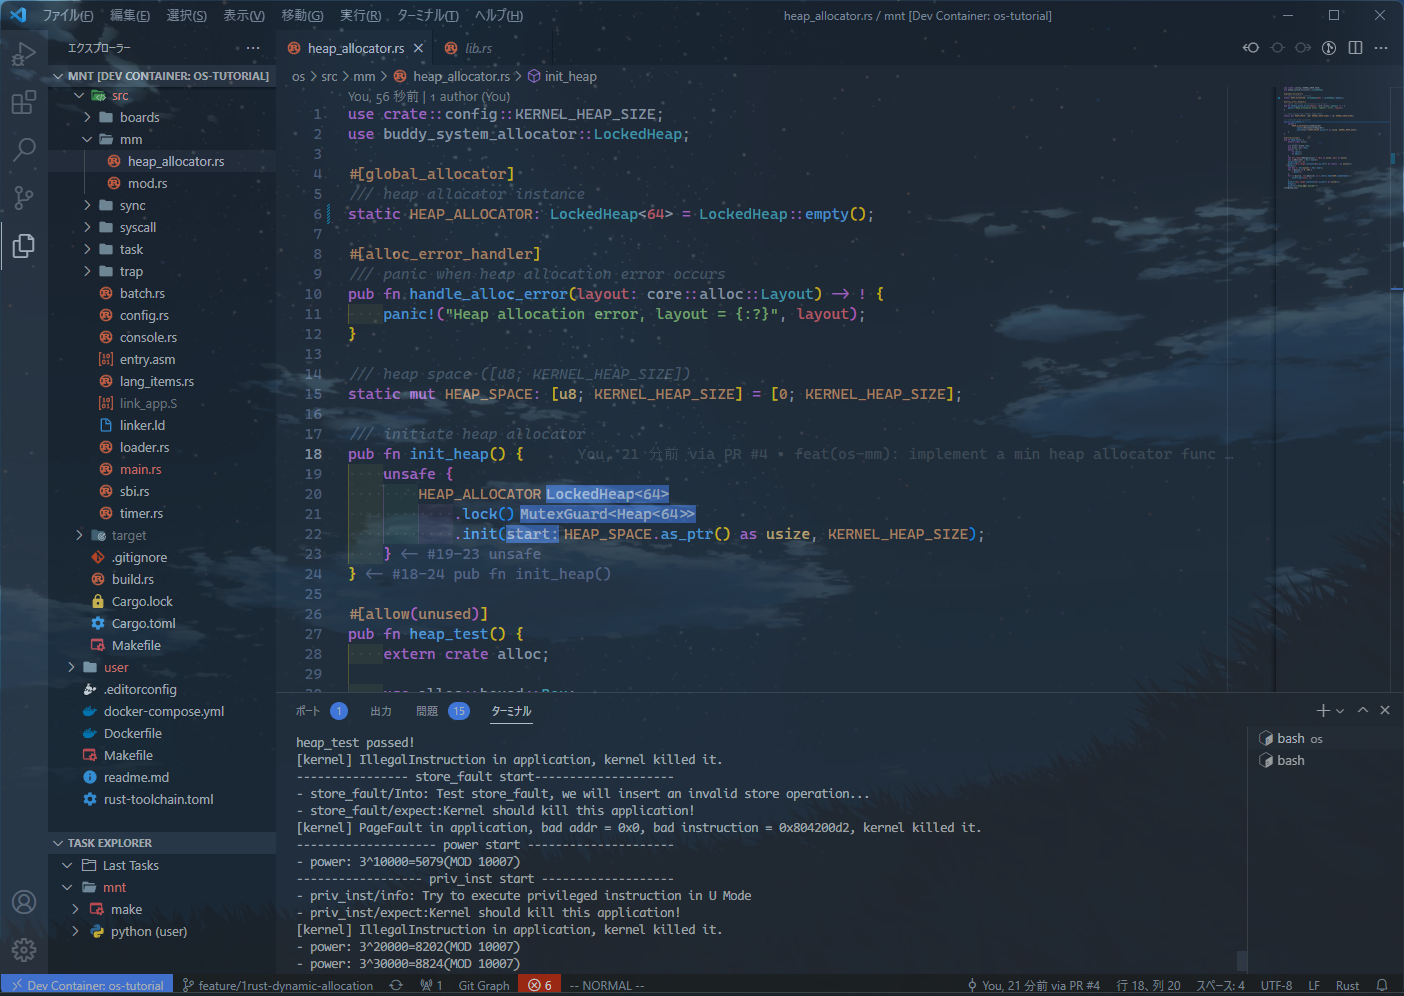 ファイル(F) 編集(E) 選択(S) 表示(V) 移動(G) 実行(R) ターミナル(T) ヘルプ(H)
heap_allocator.rs / mnt [Dev Container: os-tutorial]
エクスプローラー
MNT [DEV CONTAINER: OS-TUTORIAL]
src
boards
mm
heap_allocator.rs
mod.rs
sync
syscall
task
trap
batch.rs
config.rs
console.rs
entry.asm
lang_items.rs
link_app.S
linker.ld
loader.rs
main.rs
sbi.rs
timer.rs
target
.gitignore
build.rs
Cargo.lock
Cargo.toml
Makefile
user
.editorconfig
docker-compose.yml
Dockerfile
Makefile
readme.md
rust-toolchain.toml
TASK EXPLORER
Last Tasks
mnt
make
python (user)
heap_allocator.rs lib.rs
os > src > mm > heap_allocator.rs > init_heap
You, 56 秒前 | 1 author (You)
1 use crate::config::KERNEL_HEAP_SIZE;
2 use buddy_system_allocator::LockedHeap;
3
4 #[global_allocator]
5 /// heap allocator instance
6 static HEAP_ALLOCATOR: LockedHeap<64> = LockedHeap::empty();
7
8 #[alloc_error_handler]
9 /// panic when heap allocation error occurs
10 pub fn handle_alloc_error(layout: core::alloc::Layout) -> ! {
11 panic!("Heap allocation error, layout = {:?}", layout);
12 }
13
14 /// heap space ([u8; KERNEL_HEAP_SIZE])
15 static mut HEAP_SPACE: [u8; KERNEL_HEAP_SIZE] = [0; KERNEL_HEAP_SIZE];
16
17 /// initiate heap allocator
18 pub fn init_heap() { You, 21 分前 via PR #4 • feat(os-mm): implement a min heap allocator func …
19 unsafe {
20 HEAP_ALLOCATOR LockedHeap<64>
21 .lock() MutexGuard<Heap<64>>
22 .init(start: HEAP_SPACE.as_ptr() as usize, KERNEL_HEAP_SIZE);
23 } <- #19-23 unsafe
24 } <- #18-24 pub fn init_heap()
25
26 #[allow(unused)]
27 pub fn heap_test() {
28 extern crate alloc;
29
ポート 1 出力 問題 15 ターミナル
heap_test passed!
[kernel] IllegalInstruction in application, kernel killed it.
---------------- store_fault start--------------------
- store_fault/Into: Test store_fault, we will insert an invalid store operation...
- store_fault/expect:Kernel should kill this application!
[kernel] PageFault in application, bad addr = 0x0, bad instruction = 0x804200d2, kernel killed it.
-------------------- power start ---------------------
- power: 3^10000=5079(MOD 10007)
------------------ priv_inst start -------------------
- priv_inst/info: Try to execute privileged instruction in U Mode
- priv_inst/expect:Kernel should kill this application!
[kernel] IllegalInstruction in application, kernel killed it.
- power: 3^20000=8202(MOD 10007)
- power: 3^30000=8824(MOD 10007)
bash os
bash
Dev Container: os-tutorial feature/1rust-dynamic-allocation 1 Git Graph 6 -- NORMAL -- You, 21 分前 via PR #4 行 18、列 20 スペース: 4 UTF-8 LF Rust